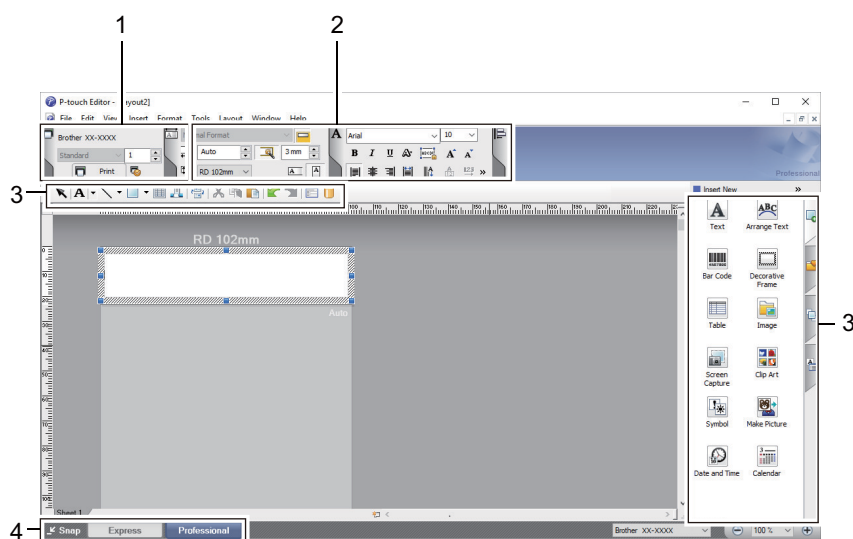 1
2
P-touch Editor - [Layout2]
File Edit View Insert Format Tools Layout Window Help
Brother XX-XXXX
Standard 1
Print
Auto 3 mm
RD 102mm
Arial 10
B I U
Professional
3
Insert New
RD 102mm
Auto
Text Arrange Text
Bar Code Decorative
Frame
Table Image
3
Screen
Capture Clip Art
Symbol Make Picture
Date and Time Calendar
Sheet 1
4
Snap Express Professional
Brother XX-XXXX 100 %